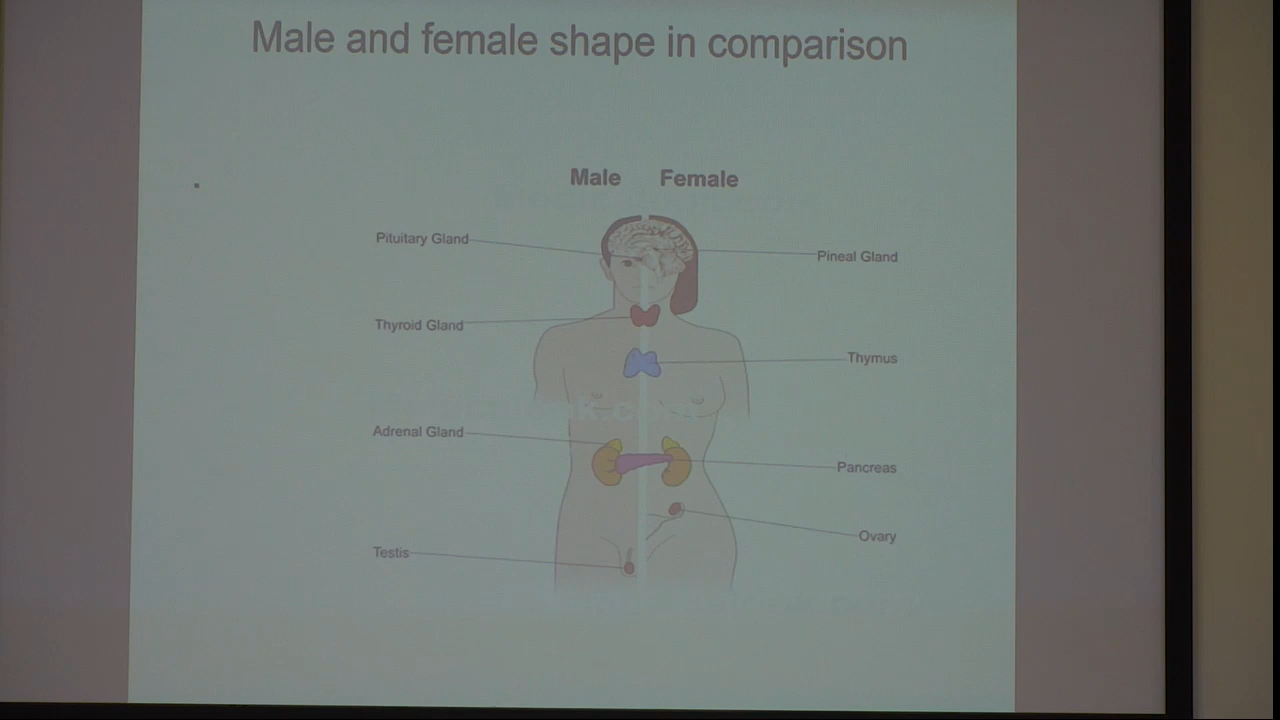 Male and female shape in comparison
Male Female
Pituitary Gland
Pineal Gland
Thyroid Gland
Thymus
Adrenal Gland
Pancreas
Ovary
Testis